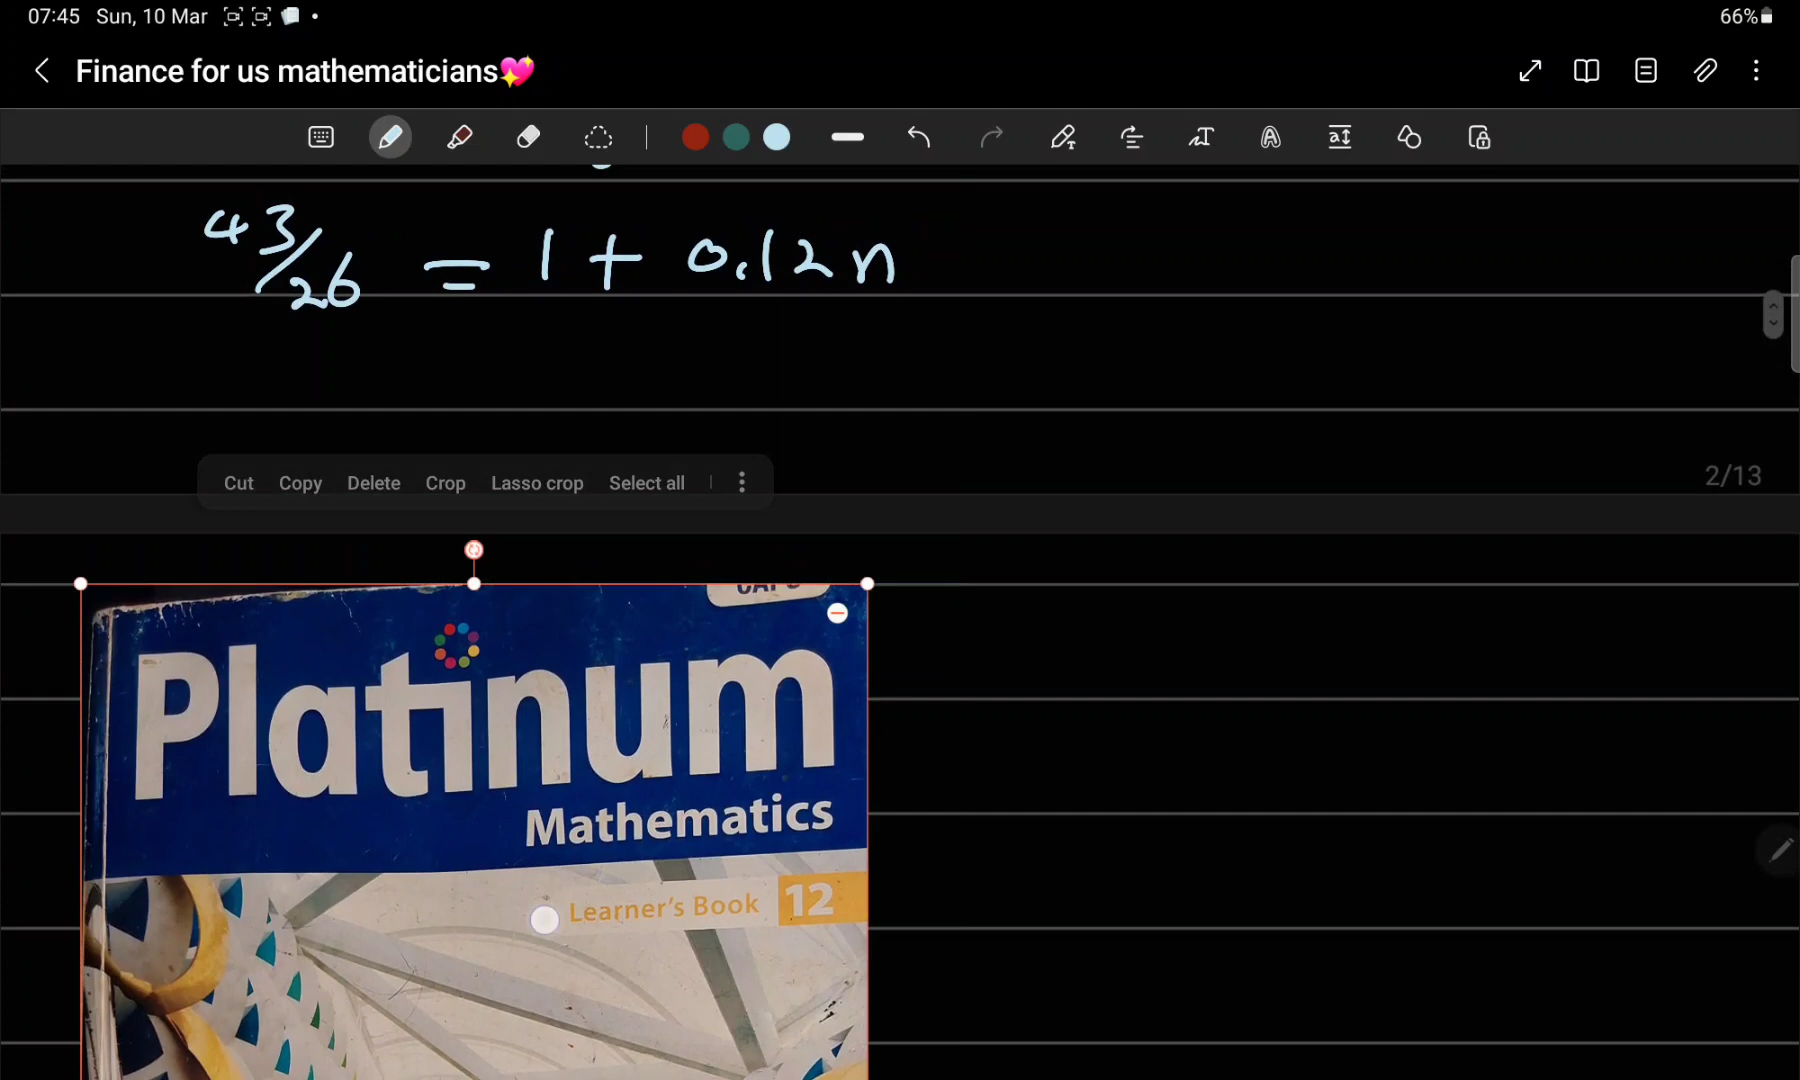 07:45 Sun, 10 Mar 66%
Finance for us mathematicians💖
43/26 = 1 + 0.12n
Cut Copy Delete Crop Lasso crop Select all
2/13
CAPS
Platinum
Mathematics
Learner's Book 12